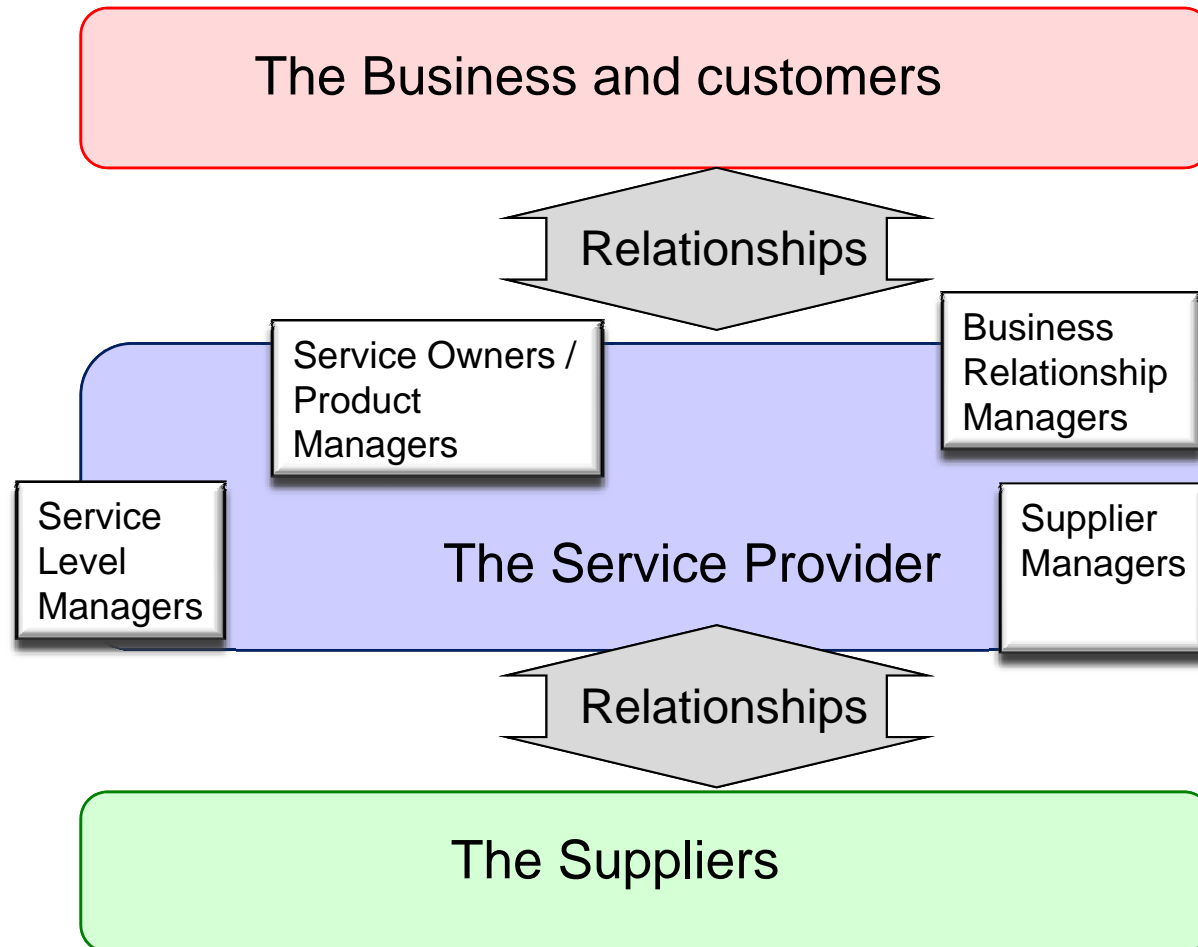 The Business and customers
Relationships
Service Owners /
Product
Managers
Business
Relationship
Managers
Service
Level
Managers
The Service Provider
Supplier
Managers
Relationships
The Suppliers